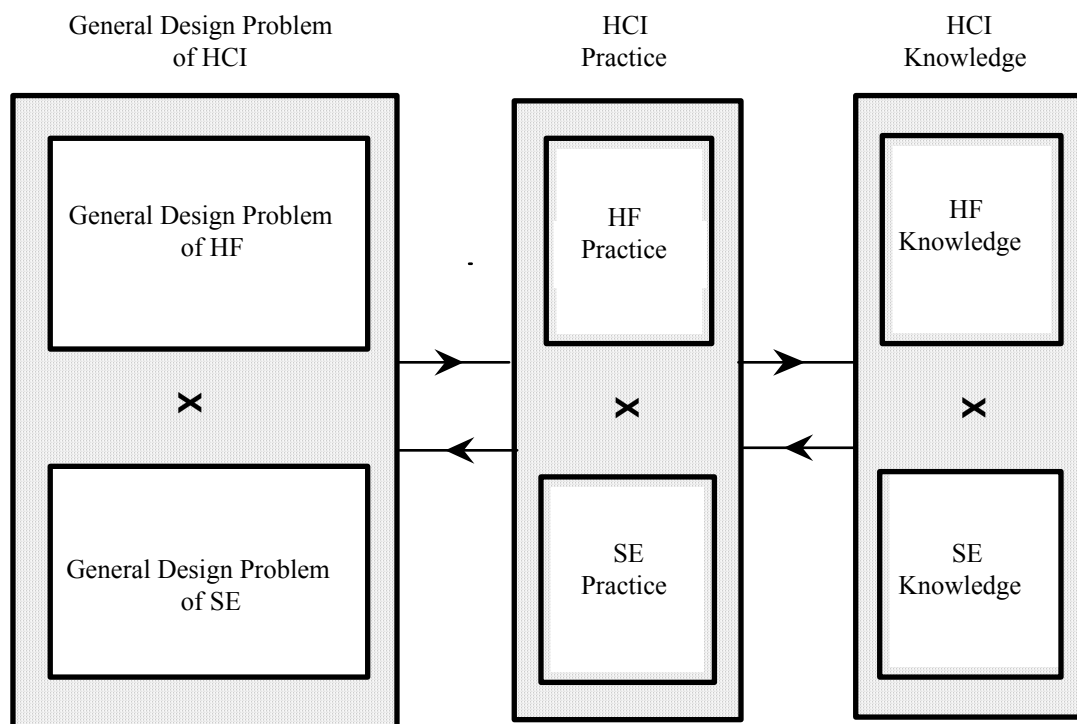 General Design Problem
of HCI
HCI
Practice
HCI
Knowledge
General Design Problem
of HF
HF
Practice
HF
Knowledge
x
x
x
General Design Problem
of SE
SE
Practice
SE
Knowledge